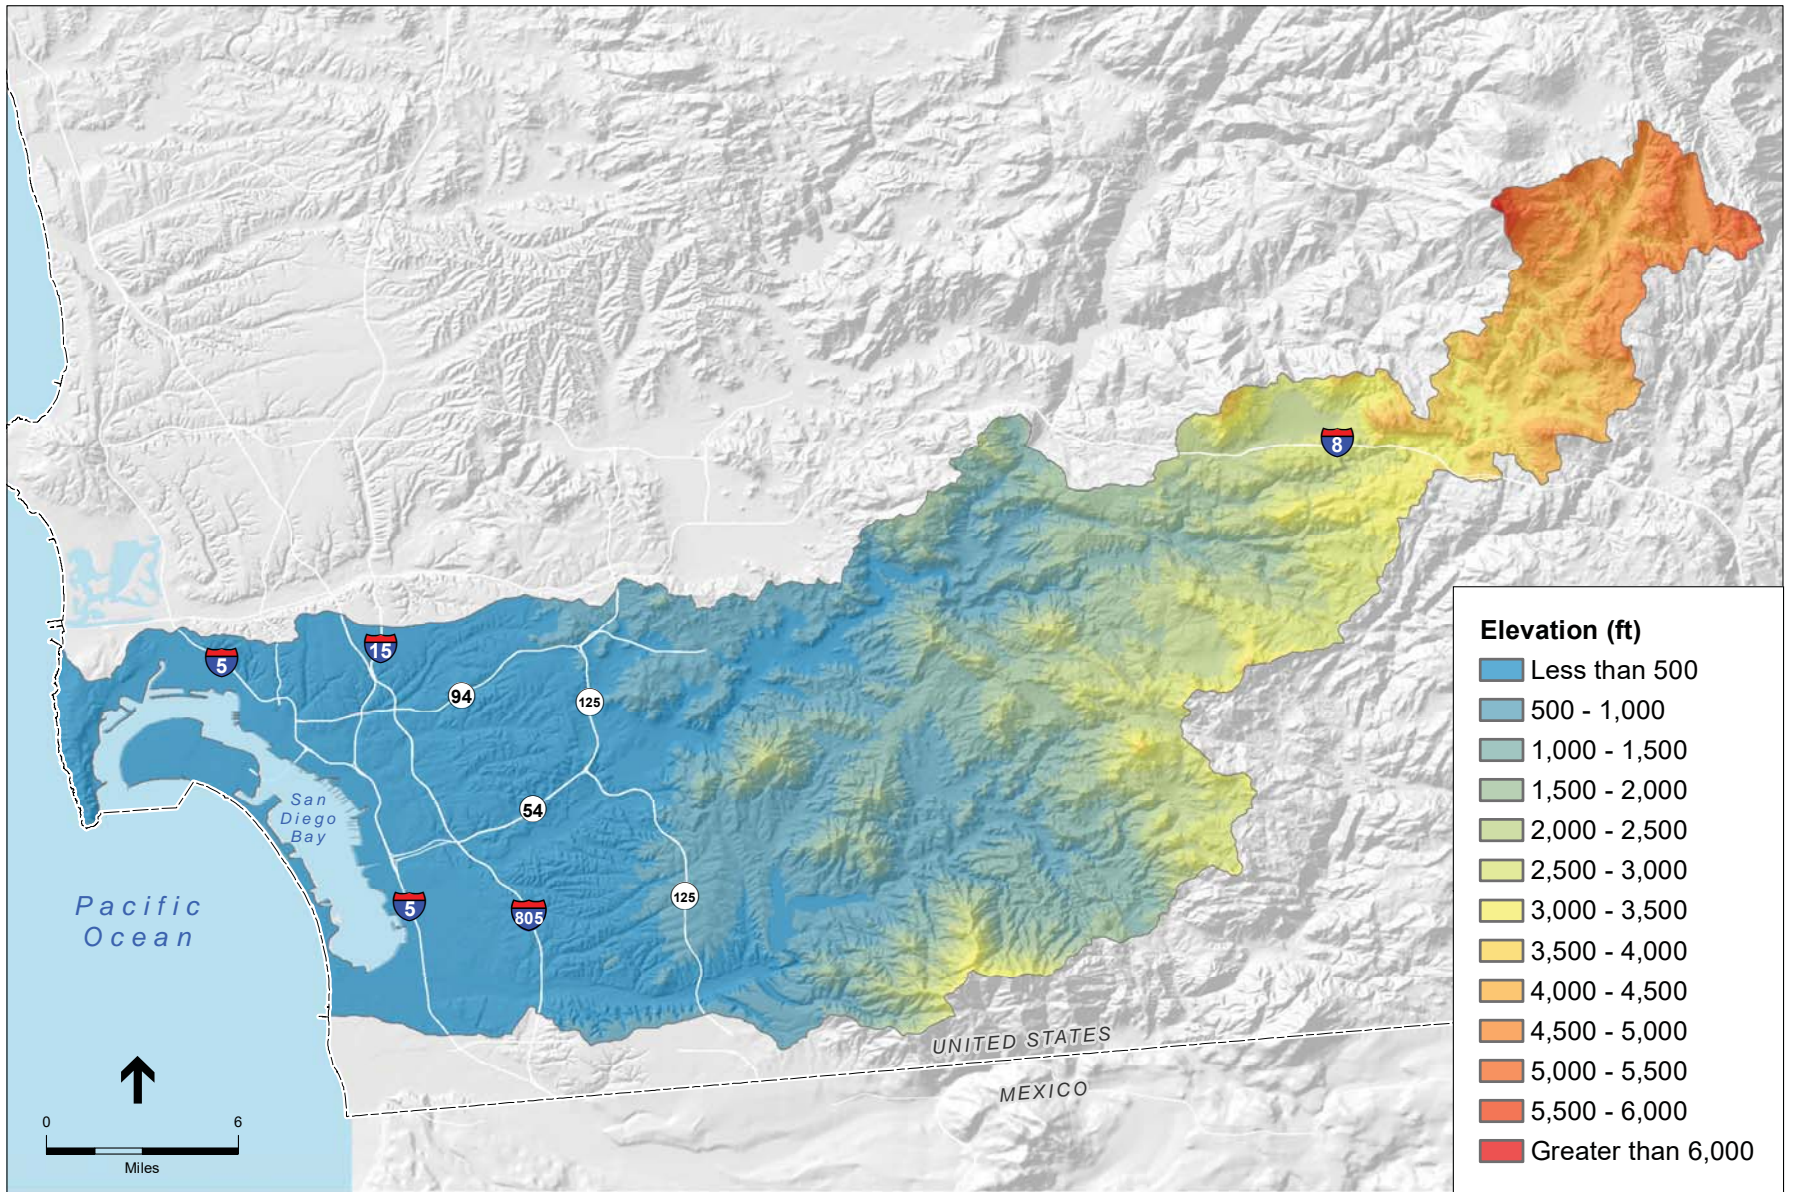 8
5
15
94
125
54
San
Diego
Bay
125
5
805
Pacific
Ocean
UNITED STATES
MEXICO
0 6
Miles
Elevation (ft)
Less than 500
500 - 1,000
1,000 - 1,500
1,500 - 2,000
2,000 - 2,500
2,500 - 3,000
3,000 - 3,500
3,500 - 4,000
4,000 - 4,500
4,500 - 5,000
5,000 - 5,500
5,500 - 6,000
Greater than 6,000